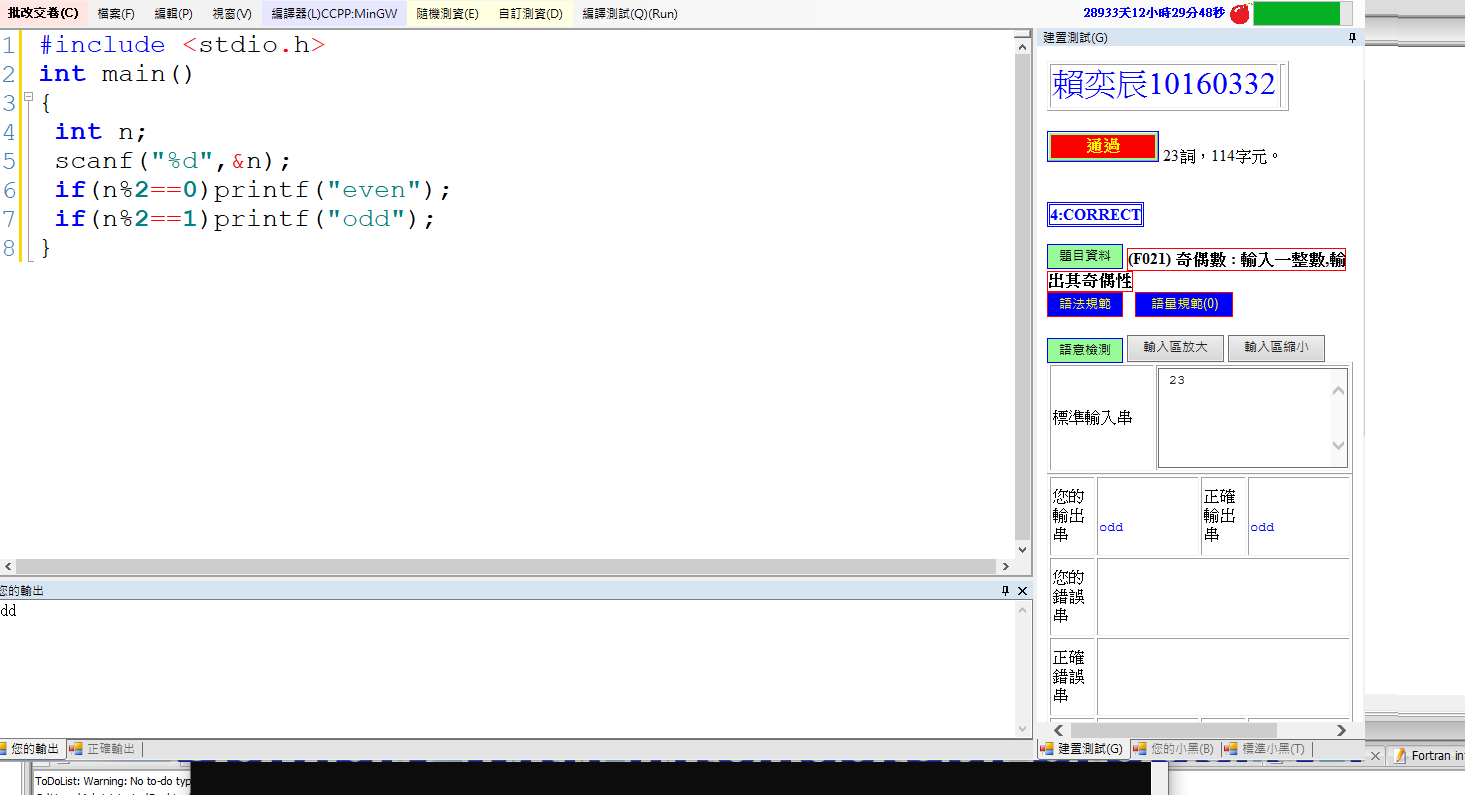 批改交卷(C) 檔案(F) 編輯(P) 視窗(V) 編譯器(L)CCPP:MinGW 隨機測資(E) 自訂測資(D) 編譯測試(Q)(Run) 28933天12小時29分48秒
1 #include <stdio.h>
2 int main()
3 {
4 int n;
5 scanf("%d",&n);
6 if(n%2==0)printf("even");
7 if(n%2==1)printf("odd");
8 }
您的輸出
dd
您的輸出 正確輸出
建置測試(G)
賴奕辰10160332
通過 23詞，114字元。
4:CORRECT
題目資料 (F021) 奇偶數 : 輸入一整數,輸
出其奇偶性
語法規範 語量規範(0)
語意檢測 輸入區放大 輸入區縮小
標準輸入串 23
您的輸出串 odd 正確輸出串 odd
您的錯誤串
正確錯誤串
建置測試(G) 您的小黑(B) 標準小黑(T)
Fortran in
ToDoList: Warning: No to-do typ